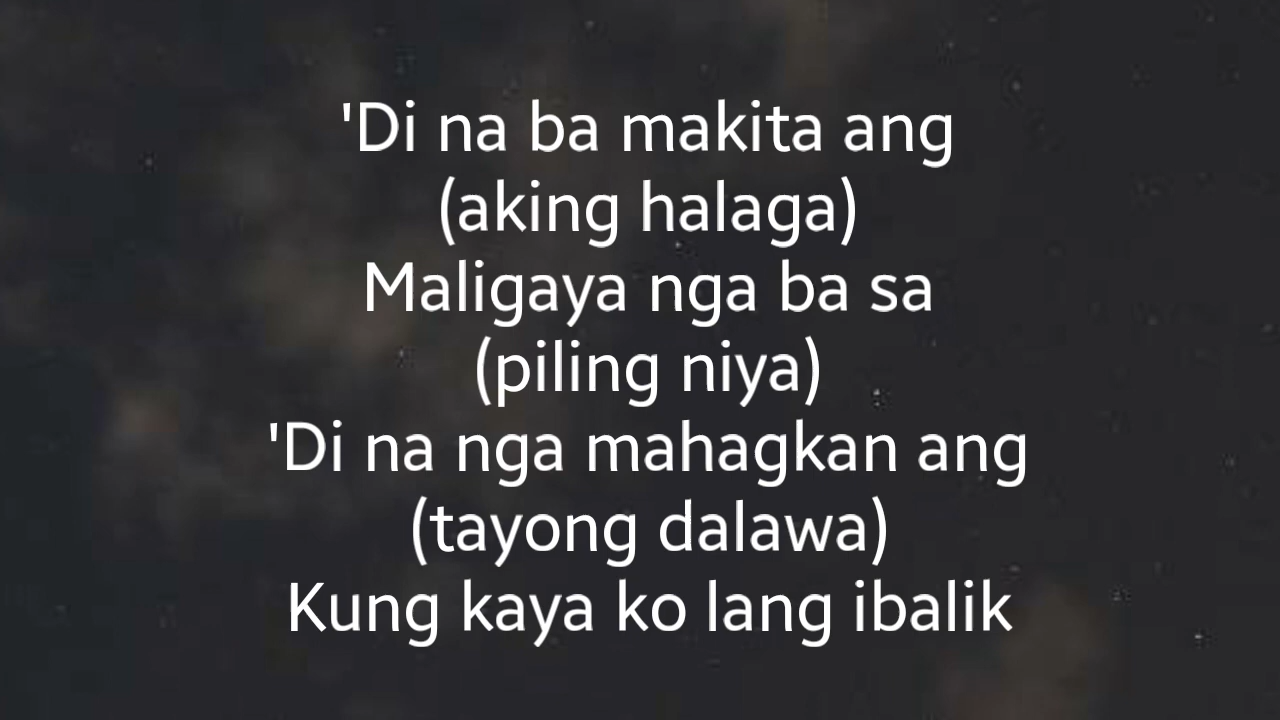 'Di na ba makita ang
(aking halaga)
Maligaya nga ba sa
(piling niya)
'Di na nga mahagkan ang
(tayong dalawa)
Kung kaya ko lang ibalik